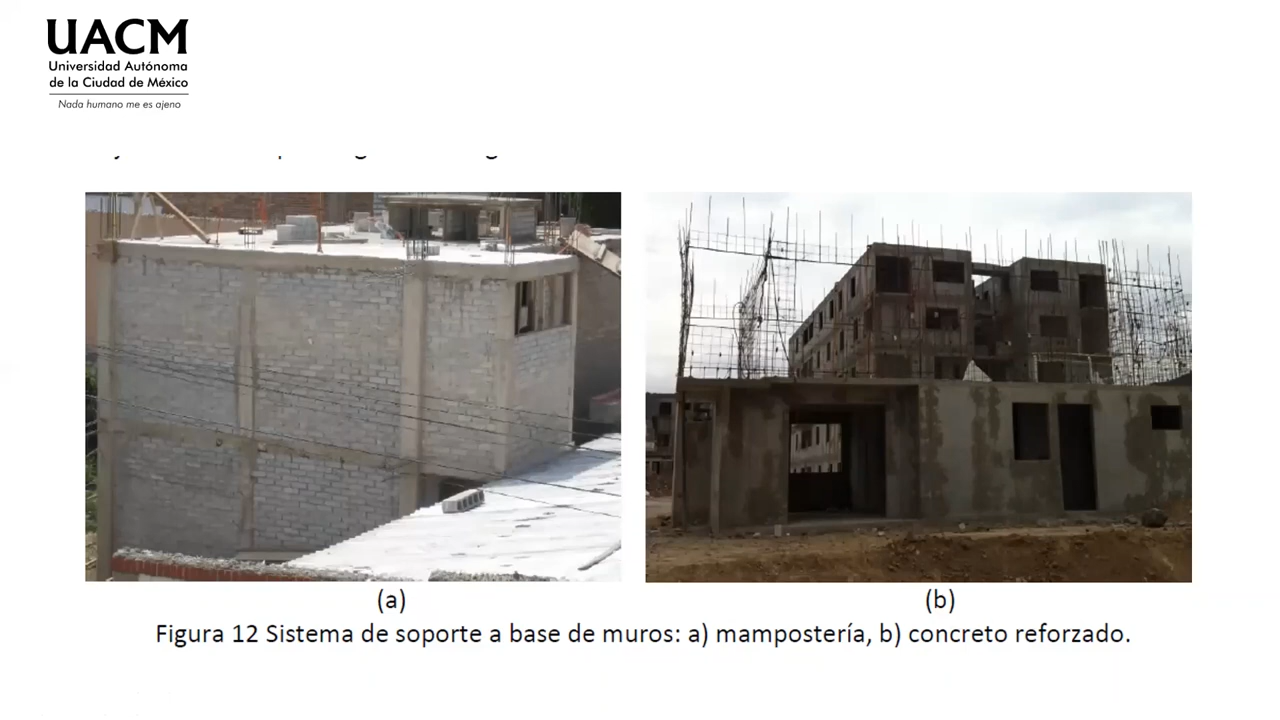 UACM
Universidad Autónoma
de la Ciudad de México
Nada humano me es ajeno
(a)
(b)
Figura 12 Sistema de soporte a base de muros: a) mampostería, b) concreto reforzado.